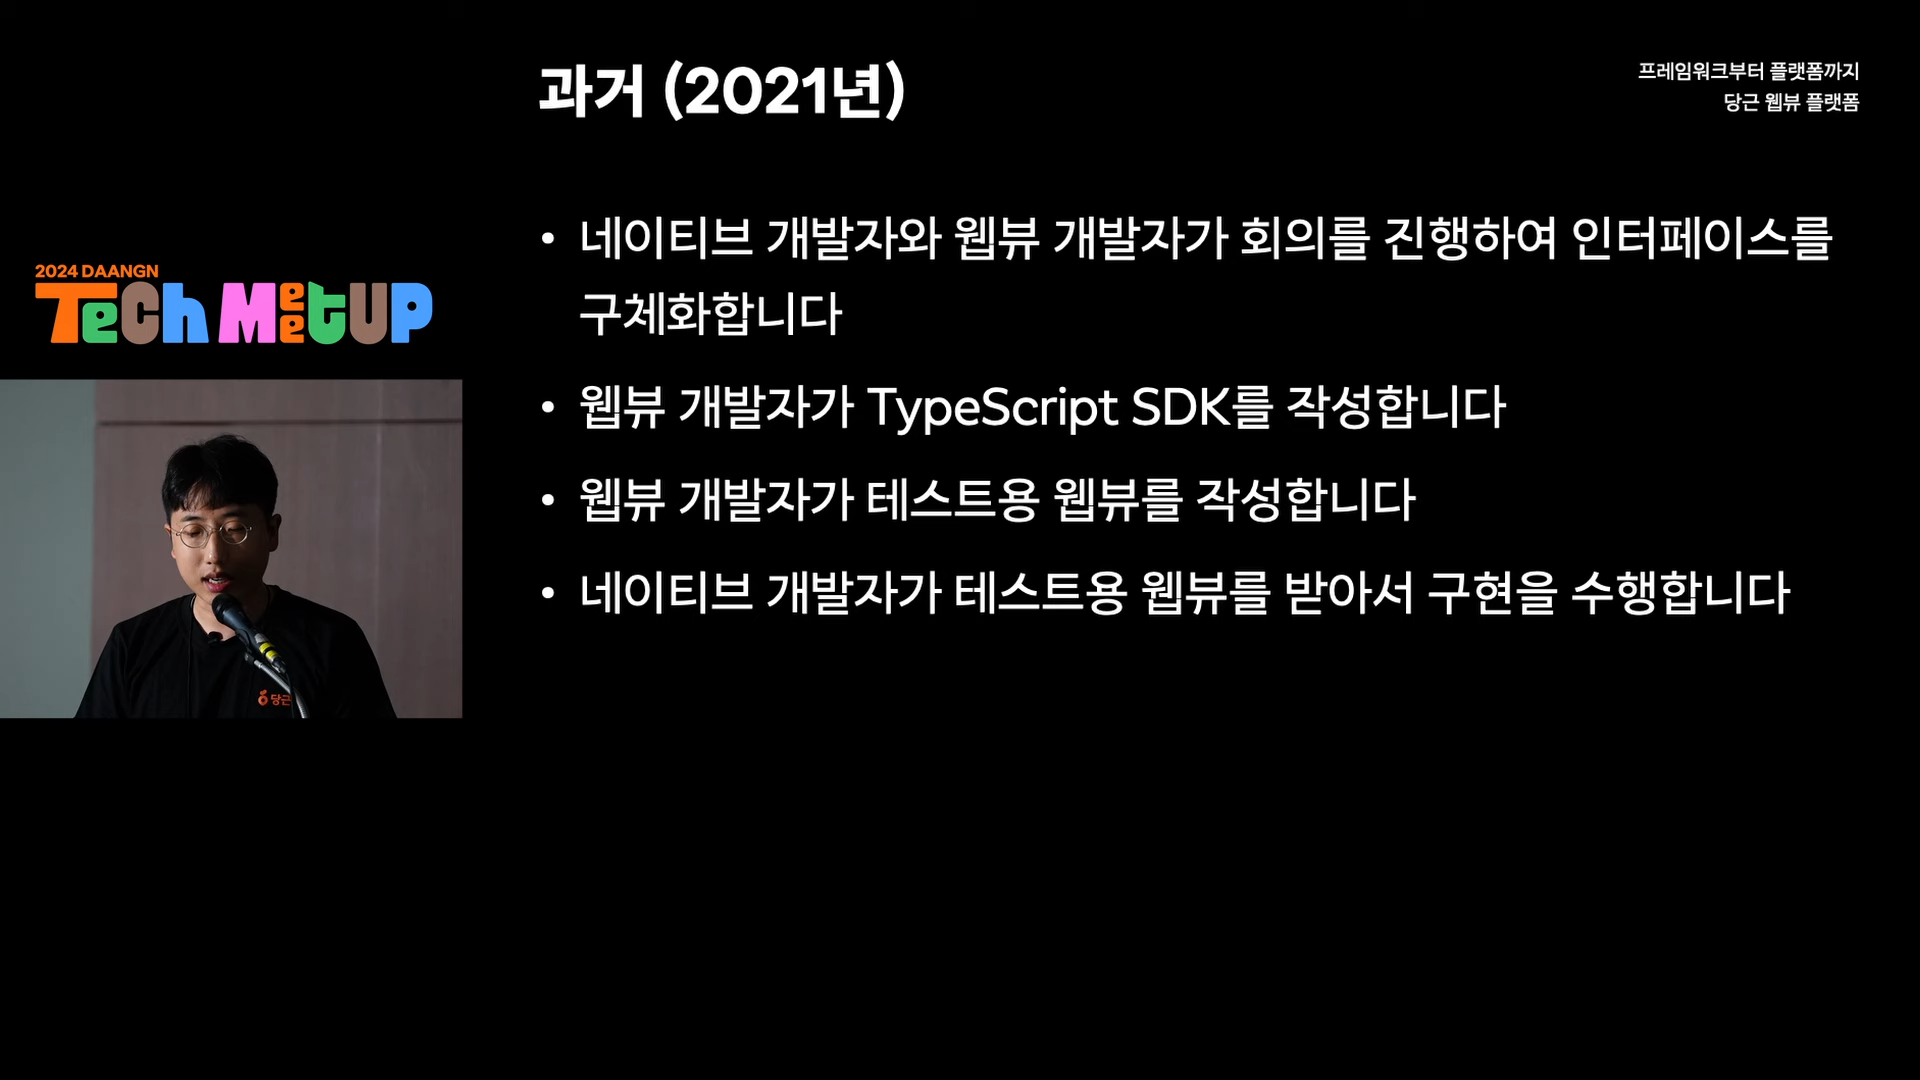 과거 (2021년)
프레임워크부터 플랫폼까지
당근 웹뷰 플랫폼
2024 DAANGN
TeCh MeetUP
• 네이티브 개발자와 웹뷰 개발자가 회의를 진행하여 인터페이스를
구체화합니다
• 웹뷰 개발자가 TypeScript SDK를 작성합니다
• 웹뷰 개발자가 테스트용 웹뷰를 작성합니다
• 네이티브 개발자가 테스트용 웹뷰를 받아서 구현을 수행합니다
당근